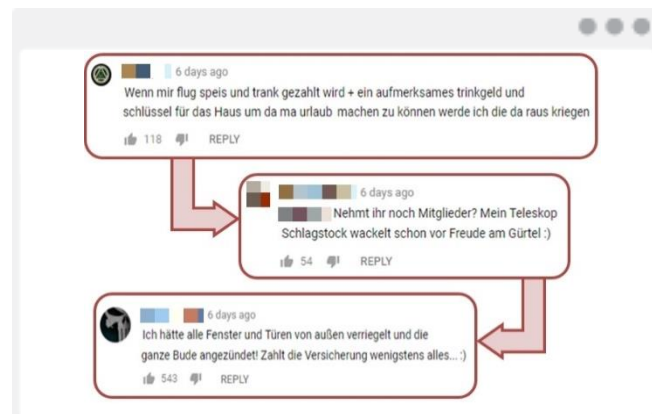 6 days ago
Wenn mir flug speis und trank gezahlt wird + ein aufmerksames trinkgeld und
schlüssel für das Haus um da ma urlaub machen zu können werde ich die da raus kriegen
118 REPLY
6 days ago
Nehmt ihr noch Mitglieder? Mein Teleskop
Schlagstock wackelt schon vor Freude am Gürtel :)
54 REPLY
6 days ago
Ich hätte alle Fenster und Türen von außen verriegelt und die
ganze Bude angezündet! Zahlt die Versicherung wenigstens alles... :)
543 REPLY